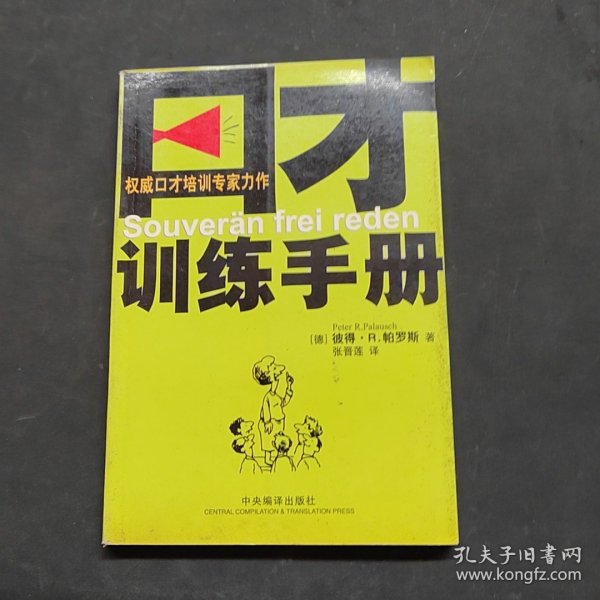 口才
权威口才培训专家力作
Souverän frei reden
训练手册
Peter R.Palausch
[德] 彼得·R.帕罗斯 著
张晋莲 译
中央编译出版社
CENTRAL COMPILATION & TRANSLATION PRESS
孔夫子旧书网
www.kongfz.com